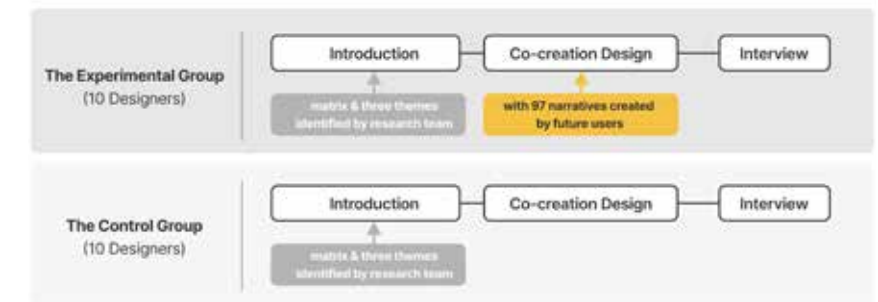 Introduction
Co-creation Design
Interview
The Experimental Group
(10 Designers)
matrix & three themes
identified by research team
with 97 narratives created
by future users
Introduction
Co-creation Design
Interview
The Control Group
(10 Designers)
matrix & three themes
identified by research team